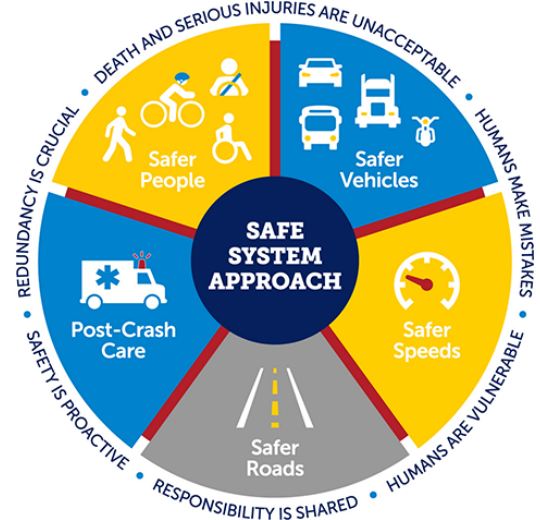 DEATH AND SERIOUS INJURIES ARE UNACCEPTABLE
HUMANS MAKE MISTAKES
HUMANS ARE VULNERABLE
RESPONSIBILITY IS SHARED
SAFETY IS PROACTIVE
REDUNDANCY IS CRUCIAL
Safer
People
Safer
Vehicles
SAFE
SYSTEM
APPROACH
Post-Crash
Care
Safer
Speeds
Safer
Roads